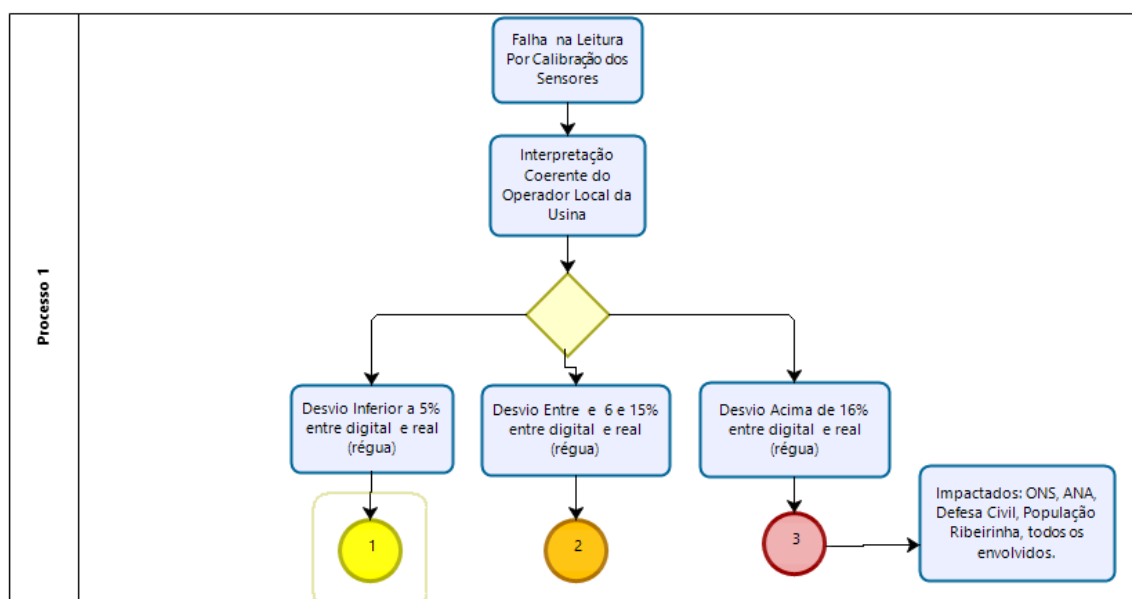 Processo 1
Falha na Leitura
Por Calibração dos
Sensores
Interpretação
Coerente do
Operador Local da
Usina
Desvio Inferior a 5%
entre digital e real
(régua)
Desvio Entre e 6 e 15%
entre digital e real
(régua)
Desvio Acima de 16%
entre digital e real
(régua)
1
2
3
Impactados: ONS, ANA,
Defesa Civil, População
Ribeirinha, todos os
envolvidos.